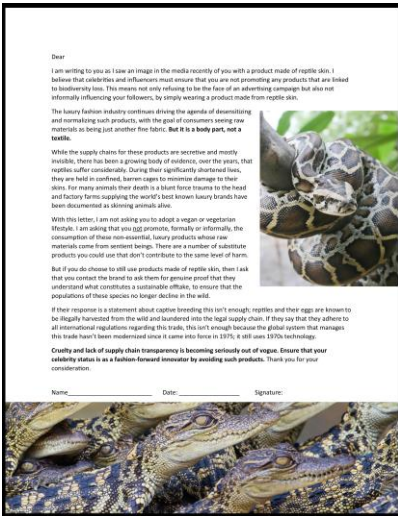 Dear
I am writing to you as I saw an image in the media recently of you with a product made of reptile skin. I
believe that celebrities and influencers must ensure that you are not promoting any products that are linked
to biodiversity loss. This means not only refusing to be the face of an advertising campaign but also not
informally influencing your followers, by simply wearing a product made from reptile skin.
The luxury fashion industry continues driving the agenda of desensitizing
and normalizing such products, with the goal of consumers seeing raw
materials as being just another fine fabric. But it is a body part, not a
textile.
While the supply chains for these products are secretive and mostly
invisible, there has been a growing body of evidence, over the years, that
reptiles suffer considerably. During their significantly shortened lives,
they are held in confined, barren cages to minimize damage to their
skins. For many animals their death is a blunt force trauma to the head
and factory farms supplying the world's best known luxury brands have
been documented as skinning animals alive.
With this letter, I am not asking you to adopt a vegan or vegetarian
lifestyle. I am asking that you not promote, formally or informally, the
consumption of these non-essential, luxury products whose raw
materials come from sentient beings. There are a number of substitute
products you could use that don't contribute to the same level of harm.
But if you do choose to still use products made of reptile skin, then I ask
that you contact the brand to ask them for genuine proof that they
understand what constitutes a sustainable offtake, to ensure that the
populations of these species no longer decline in the wild.
If their response is a statement about captive breeding this isn't enough; reptiles and their eggs are known to
be illegally harvested from the wild and laundered into the legal supply chain. If they say that they adhere to
all international regulations regarding this trade, this isn't enough because the global system that manages
this trade hasn't been modernized since it came into force in 1975; it still uses 1970s technology.
Cruelty and lack of supply chain transparency is becoming seriously out of vogue. Ensure that your
celebrity status is as a fashion-forward innovator by avoiding such products. Thank you for your
consideration.
Name________________________ Date: __________________ Signature: